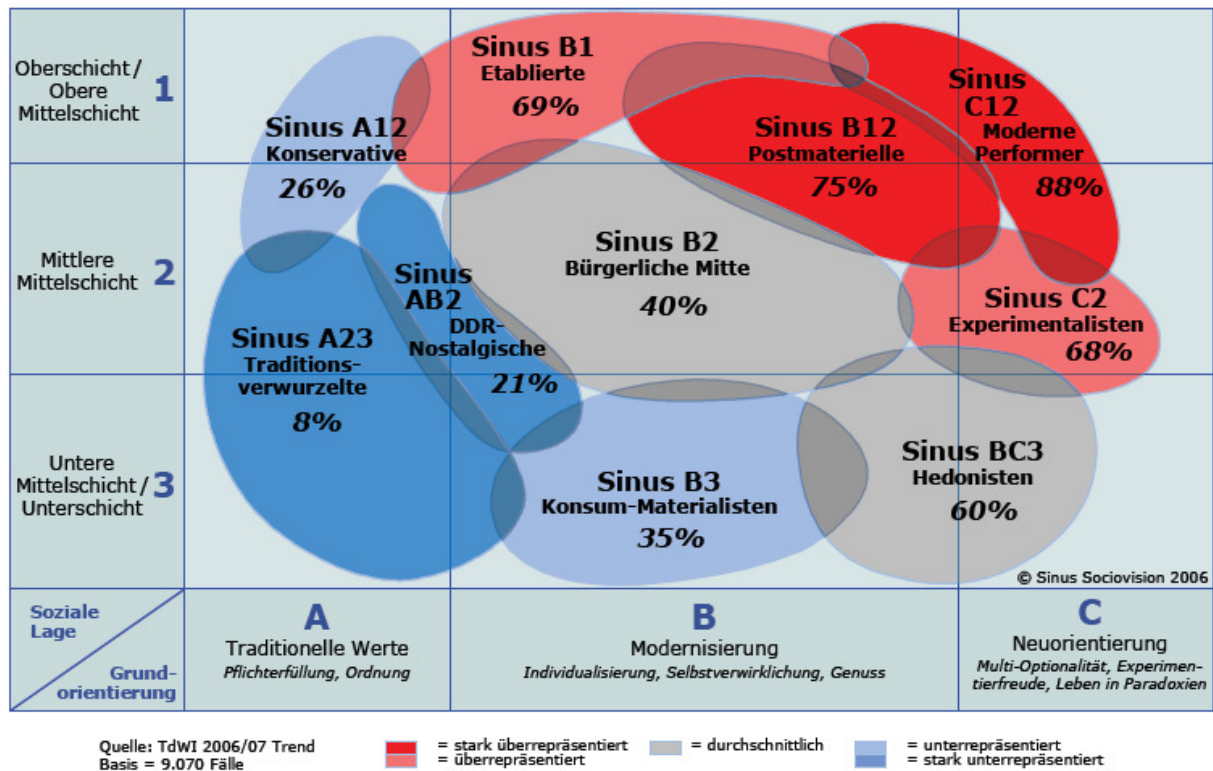 Oberschicht /
Obere
Mittelschicht
1
Mittlere
Mittelschicht
2
Untere
Mittelschicht /
Unterschicht
3
Sinus B1
Etablierte
69%
Sinus A12
Konservative
26%
Sinus B12
Postmaterielle
75%
Sinus
C12
Moderne
Performer
88%
Sinus B2
Bürgerliche Mitte
40%
Sinus
AB2
DDR-
Nostalgische
21%
Sinus A23
Traditions-
verwurzelte
8%
Sinus C2
Experimentalisten
68%
Sinus B3
Konsum-Materialisten
35%
Sinus BC3
Hedonisten
60%
© Sinus Sociovision 2006
Soziale
Lage
Grund-
orientierung
A
Traditionelle Werte
Pflichterfüllung, Ordnung
B
Modernisierung
Individualisierung, Selbstverwirklichung, Genuss
C
Neuorientierung
Multi-Optionalität, Experimen-
tierfreude, Leben in Paradoxien
Quelle: TdWI 2006/07 Trend
Basis = 9.070 Fälle
= stark überrepräsentiert
= überrepräsentiert
= durchschnittlich
= unterrepräsentiert
= stark unterrepräsentiert